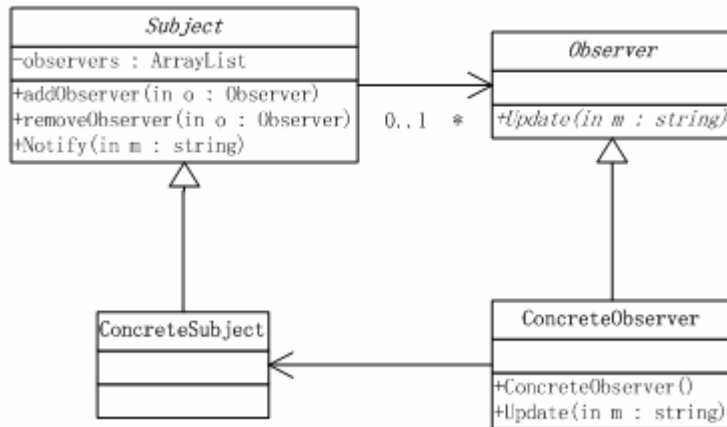 Subject
-observers : ArrayList
+addObserver(in o : Observer)
+removeObserver(in o : Observer)
+Notify(in m : string)
Observer
+Update(in m : string)
0..1 *
ConcreteSubject
ConcreteObserver
+ConcreteObserver()
+Update(in m : string)